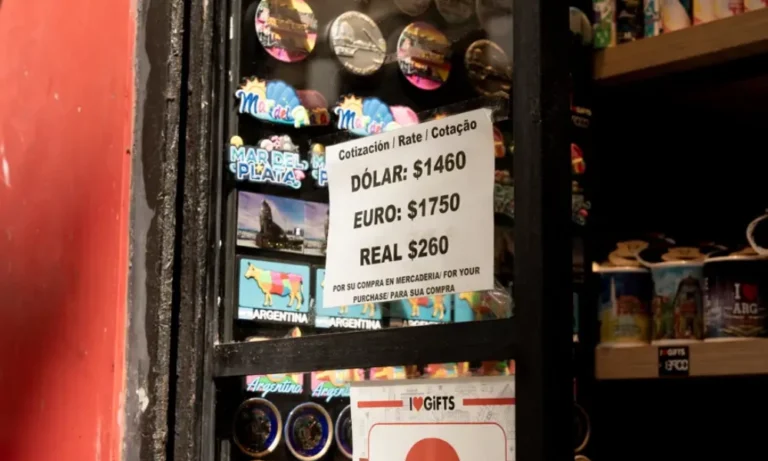 Cotización / Rate / Cotação
DÓLAR: $1460
EURO: $1750
REAL $260
POR SU COMPRA EN MERCADERIA/ FOR YOUR
PURCHASE/ PARA SUA COMPRA
MAR DEL
PLATA
ARGENTINA
ARGENTINA
Argentina
Argentina
I♥GiFTS
I♥GIFTS
I ♥
ARG